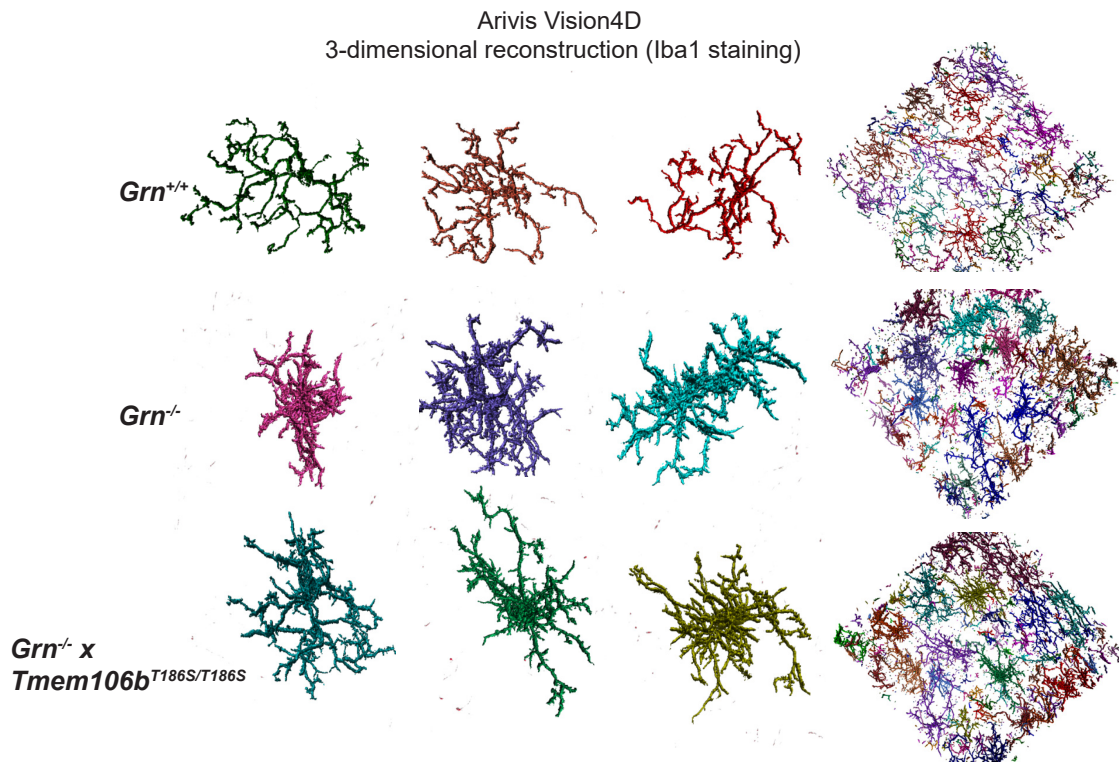 Arivis Vision4D
3-dimensional reconstruction (Iba1 staining)
Grn+/+
Grn-/-
Grn-/- x
Tmem106bT186S/T186S